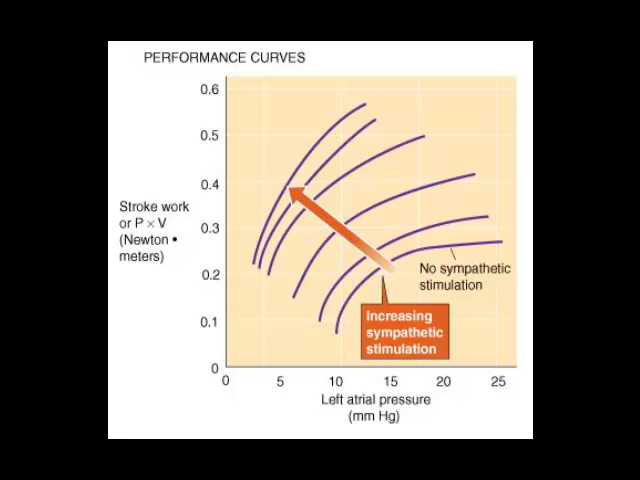 PERFORMANCE CURVES
0.6
0.5
0.4
0.3
0.2
0.1
0
Stroke work
or P × V
(Newton •
meters)
No sympathetic
stimulation
Increasing
sympathetic
stimulation
0 5 10 15 20 25
Left atrial pressure
(mm Hg)